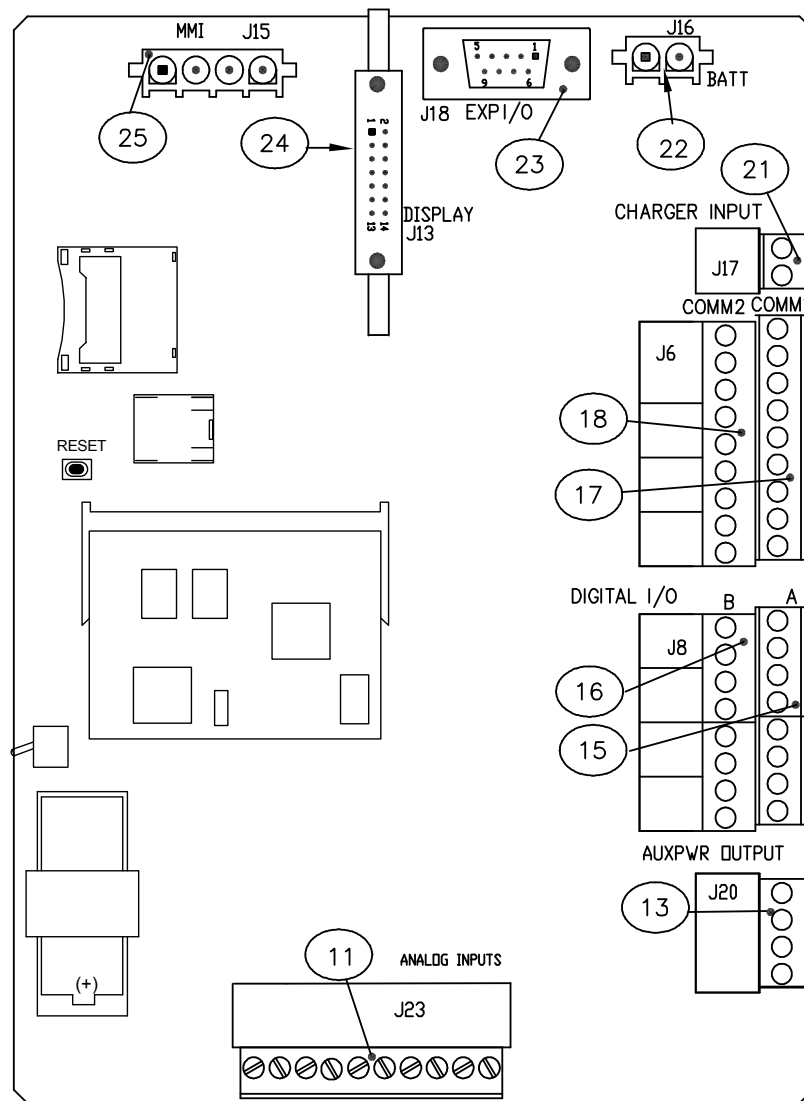 MMI J15
J16
5 1
9 6
BATT
J18 EXPI/O
25
24
23
22
21
1 2
13 14
DISPLAY
J13
CHARGER INPUT
J17
COMM2 COMM
J6
18
17
RESET
DIGITAL I/O B A
J8
16
15
AUXPWR OUTPUT
J20
13
(+)
11
ANALOG INPUTS
J23